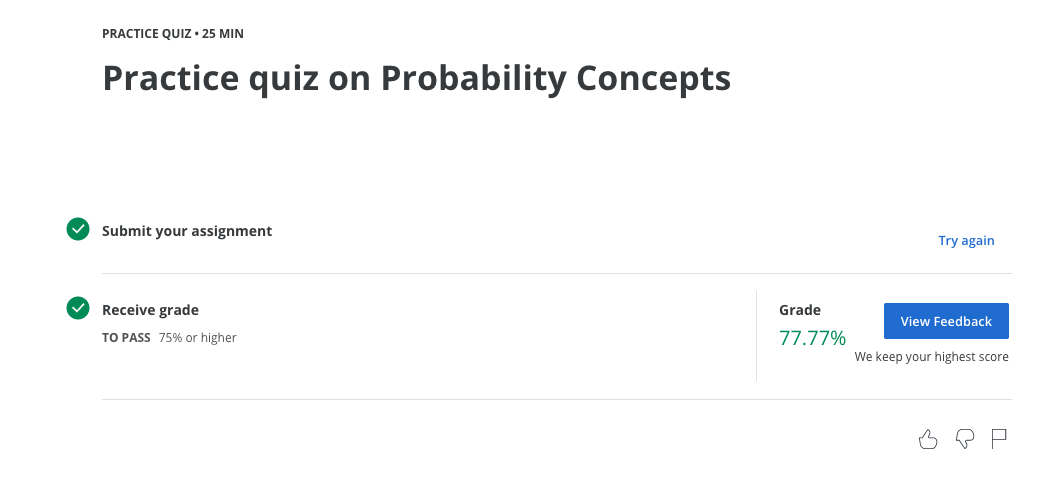 PRACTICE QUIZ • 25 MIN
Practice quiz on Probability Concepts
Submit your assignment
Try again
Receive grade
TO PASS 75% or higher
Grade
77.77%
View Feedback
We keep your highest score